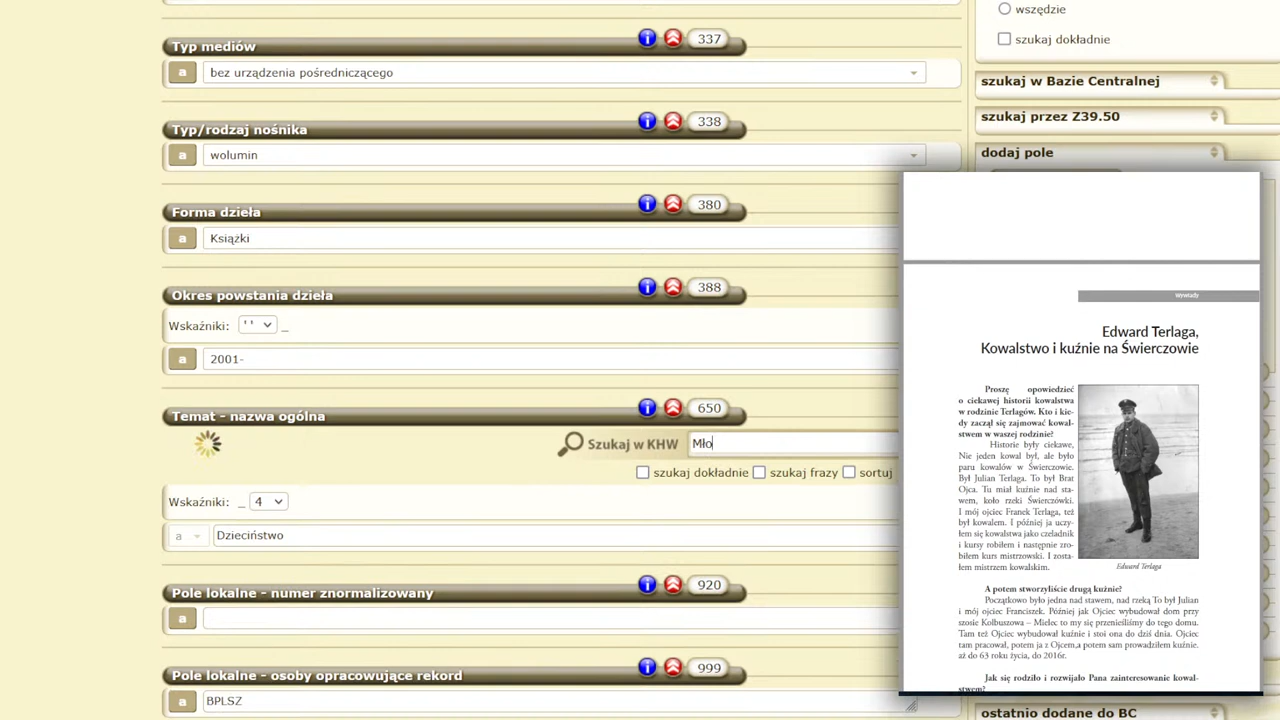 Typ mediów
337
a
bez urządzenia pośredniczącego
Typ/rodzaj nośnika
338
a
wolumin
Forma dzieła
380
a
Książki
Okres powstania dzieła
388
Wskaźniki: ' ' _
a
2001-
Temat - nazwa ogólna
650
Szukaj w KHW
Mło
szukaj dokładnie
szukaj frazy
sortuj
Wskaźniki: _ 4
a
Dzieciństwo
Pole lokalne - numer znormalizowany
920
a
Pole lokalne - osoby opracowujące rekord
999
a
BPLSZ
wszędzie
szukaj dokładnie
szukaj w Bazie Centralnej
szukaj przez Z39.50
dodaj pole
Wywiady
Edward Terlaga,
Kowalstwo i kuźnie na Świerczowie
Proszę opowiedzieć
o ciekawej historii kowalstwa
w rodzinie Terlagów. Kto i kie-
dy zaczął się zajmować kowal-
stwem w waszej rodzinie?
Historie były ciekawe,
Nie jeden kowal był, ale było
paru kowalów w Świerczowie.
Był Julian Terlaga. To był Brat
Ojca. Tu miał kuźnie nad sta-
wem, koło rzeki Świerczówki.
I mój ojciec Franek Terlaga, też
był kowalem. I później ja uczy-
łem się kowalstwa jako czeladnik
i kursy robiłem i następnie zro-
biłem kurs mistrzowski. I zosta-
łem mistrzem kowalskim.
Edward Terlaga
A potem stworzyliście drugą kuźnie?
Początkowo było jedna nad stawem, nad rzeką To był Julian
i mój ojciec Franciszek. Później jak Ojciec wybudował dom przy
szosie Kolbuszowa – Mielec to my się przenieśliśmy do tego domu.
Tam też Ojciec wybudował kuźnie i stoi ona do dziś dnia. Ojciec
tam pracował, potem ja z Ojcem,a potem sam prowadziłem kuźnie.
aż do 63 roku życia, do 2016r.
Jak się rodziło i rozwijało Pana zainteresowanie kowal-
stwem?
ostatnio dodane do BC